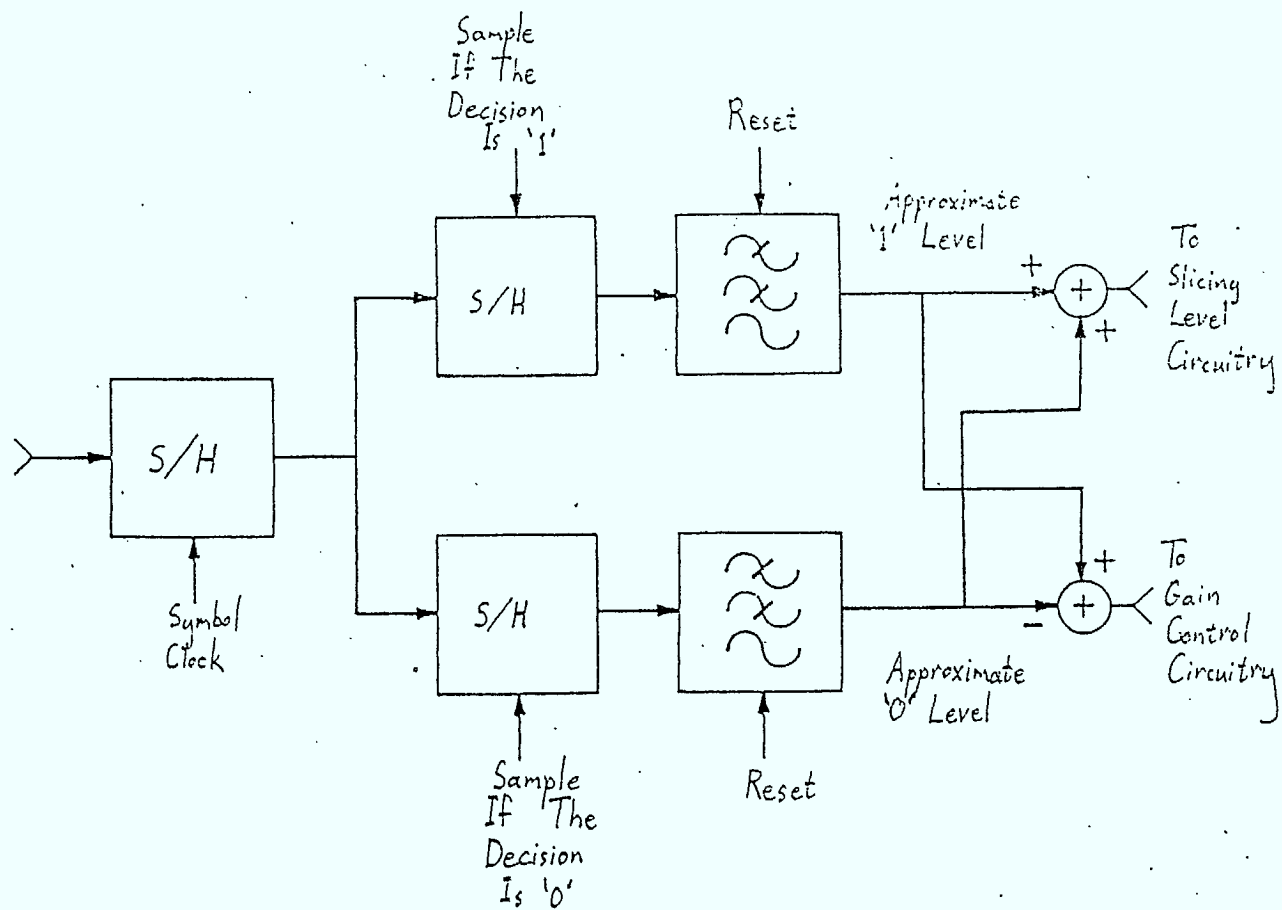 Sample
If The
Decision
Is '1'
Reset
Approximate
'1' Level
To
Slicing
Level
Circuitry
S/H
+
+
+
S/H
Symbol
Clock
S/H
+
+
-
To
Gain
Control
Circuitry
Approximate
'0' Level
Sample
If The
Decision
Is '0'
Reset